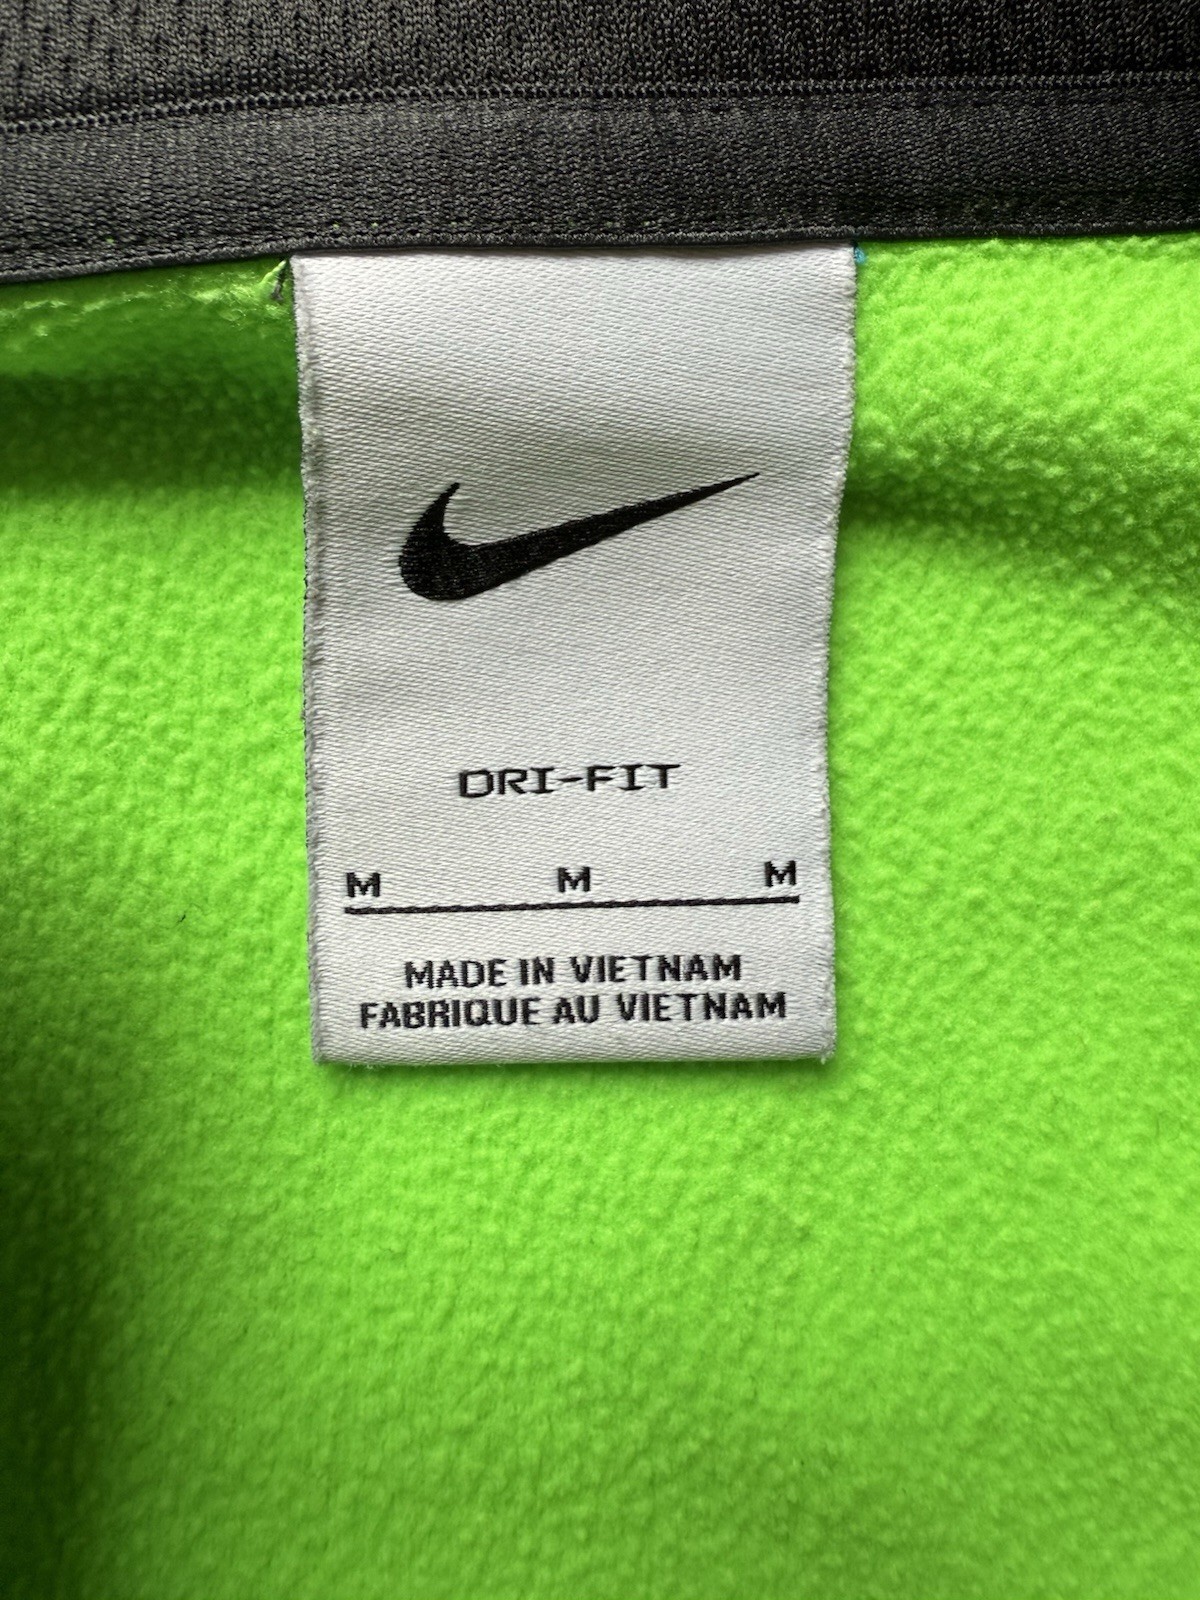 DRI-FIT
M M M
MADE IN VIETNAM
FABRIQUE AU VIETNAM